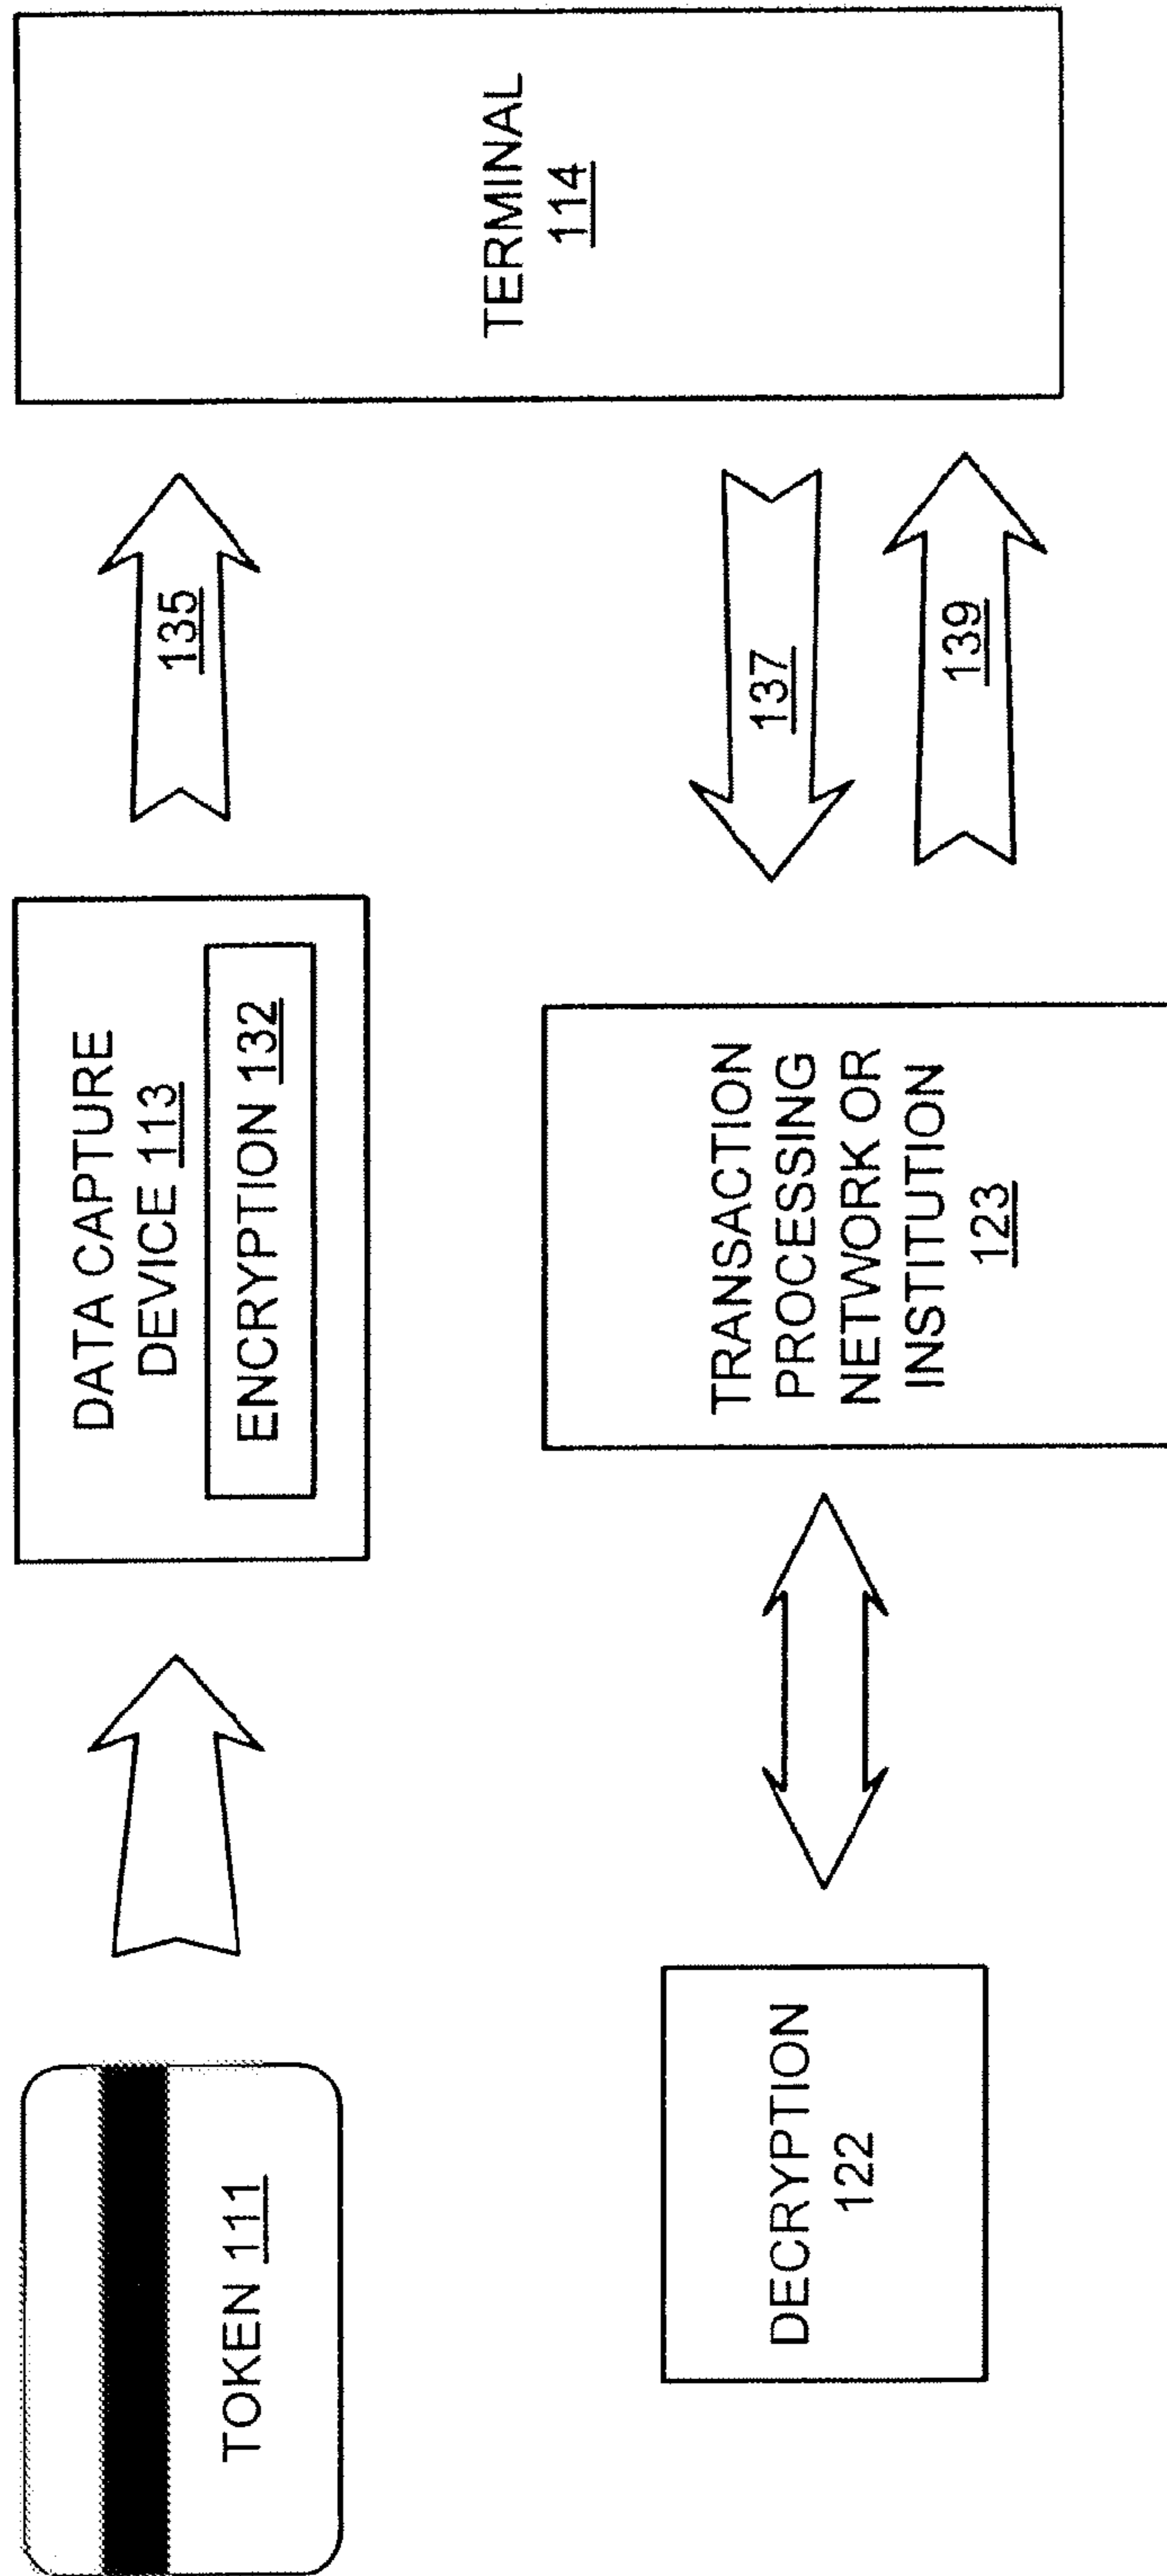 TOKEN 111
DATA CAPTURE
DEVICE 113
ENCRYPTION 132
135
TERMINAL
114
DECRYPTION
122
TRANSACTION
PROCESSING
NETWORK OR
INSTITUTION
123
137
139